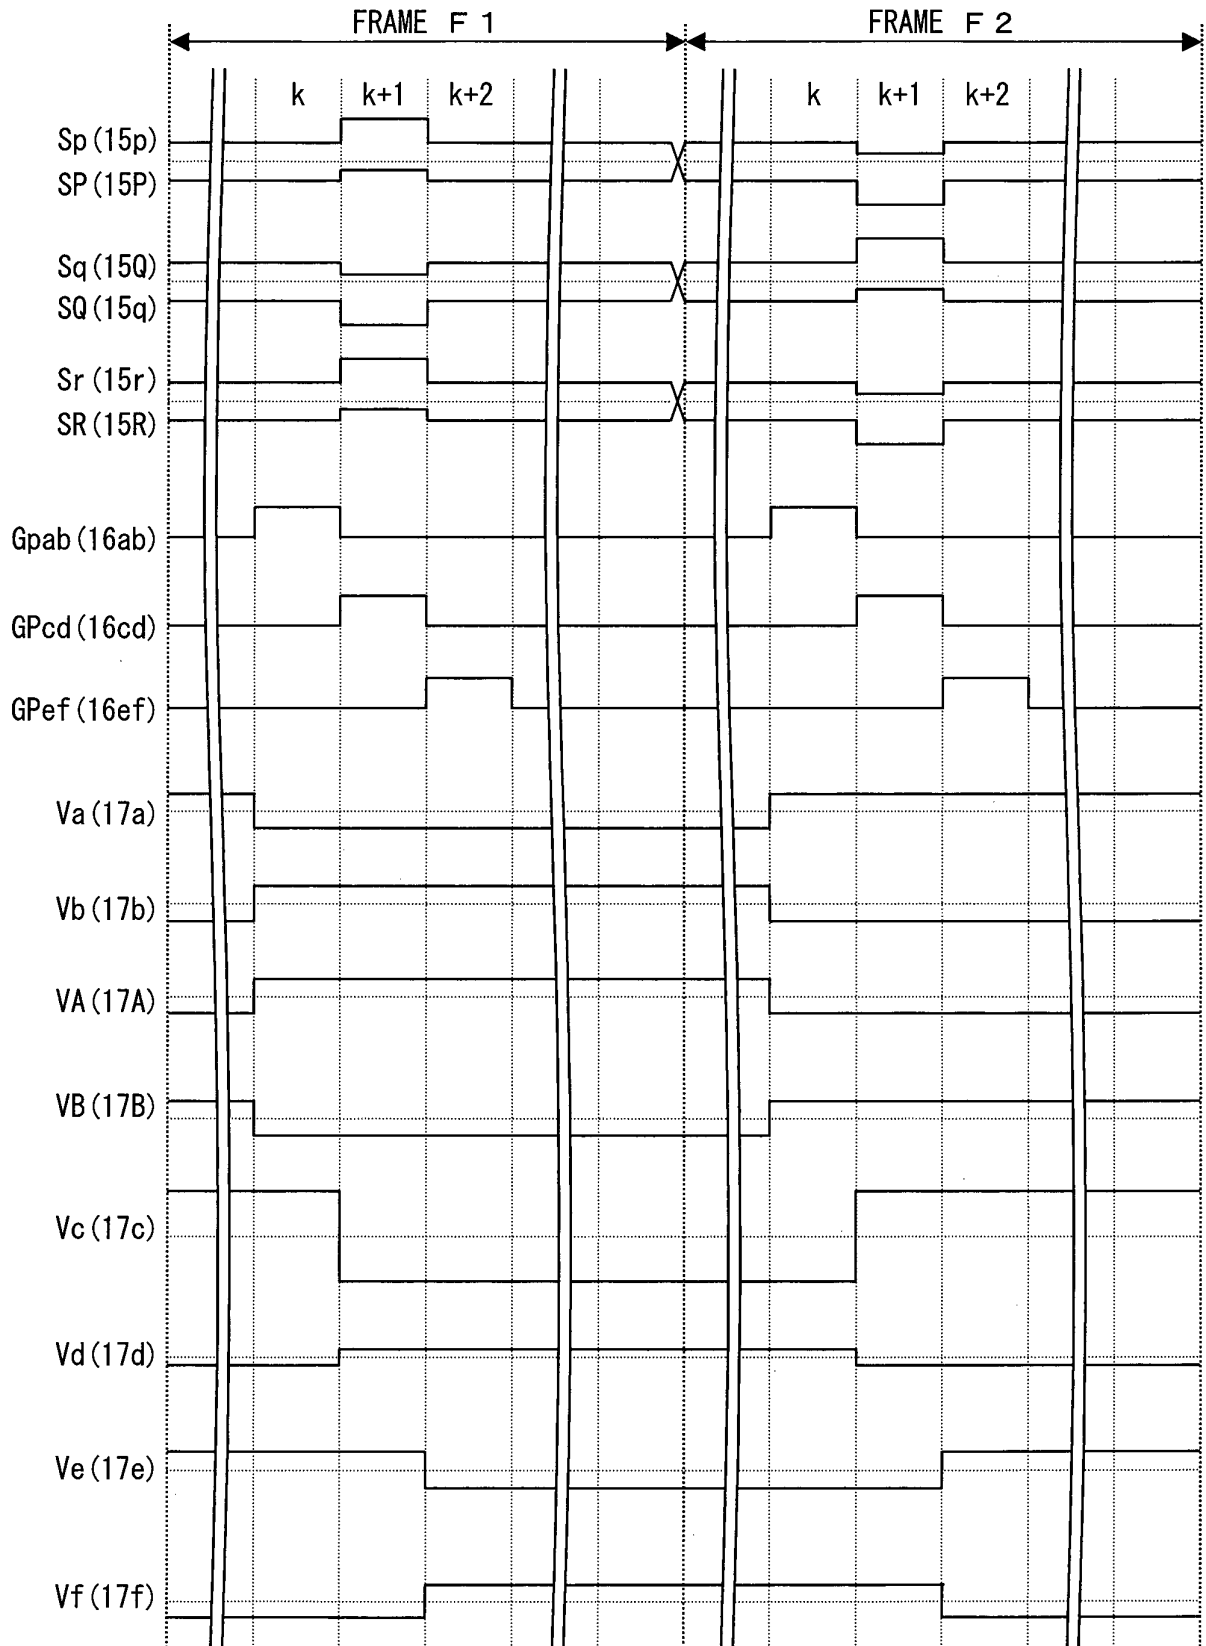 FRAME F1 FRAME F2
k k+1 k+2 k k+1 k+2
Sp(15p)
SP(15P)
Sq(15Q)
SQ(15q)
Sr(15r)
SR(15R)
Gpab(16ab)
GPcd(16cd)
GPef(16ef)
Va(17a)
Vb(17b)
VA(17A)
VB(17B)
Vc(17c)
Vd(17d)
Ve(17e)
Vf(17f)